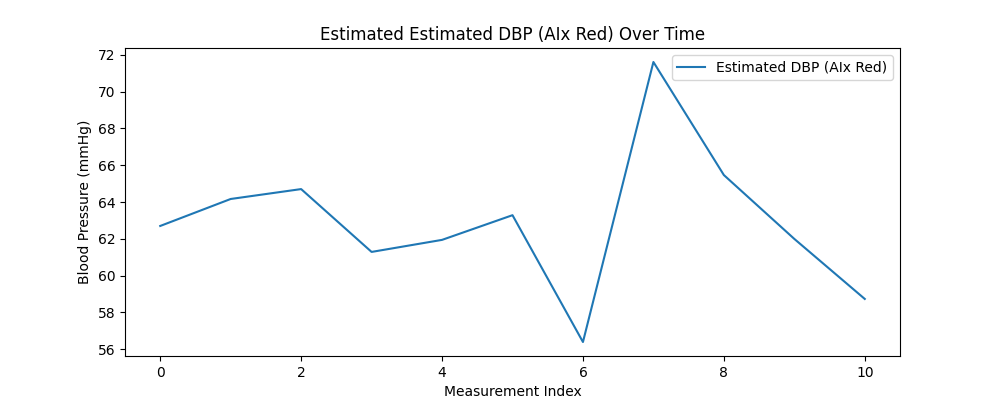 Estimated Estimated DBP (AIx Red) Over Time
Estimated DBP (AIx Red)
Blood Pressure (mmHg)
72
70
68
66
64
62
60
58
56
0 2 4 6 8 10
Measurement Index